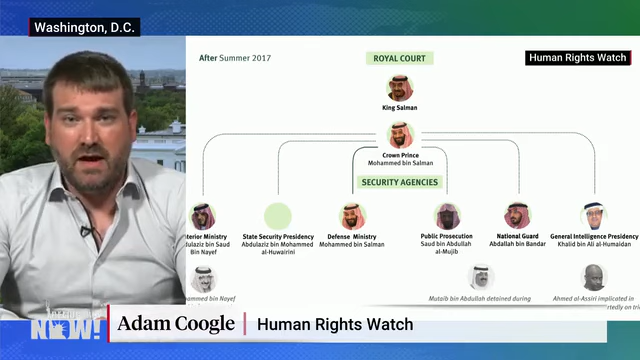 Washington, D.C.
After Summer 2017
ROYAL COURT
Human Rights Watch
King Salman
Crown Prince
Mohammed bin Salman
SECURITY AGENCIES
terior Ministry
dulaziz bin Saud
Bin Nayef
State Security Presidency
Abdulaziz bin Mohammed
al-Huwairini
Defense Ministry
Mohammed bin Salman
Public Prosecution
Saud bin Abdullah
al-Mujib
National Guard
Abdallah bin Bandar
General Intelligence Presidency
Khalid bin Ali al-Humaidan
hammed bin Nayef
Mutaib bin Abdullah detained during
Ahmed al-Assiri implicated in
rtedly on tri
NOW!
Adam Coogle
Human Rights Watch